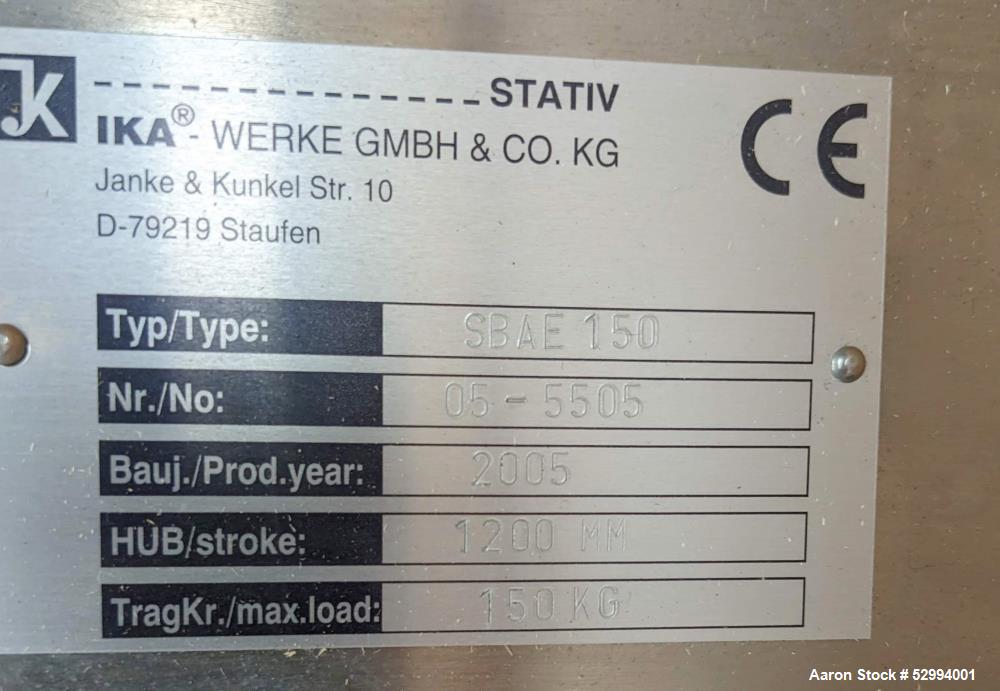 JK
STATIV
IKA®- WERKE GMBH & CO. KG
Janke & Kunkel Str. 10
D-79219 Staufen
CE
Typ/Type: SBAE 150
Nr./No: 05-5505
Bauj./Prod.year: 2005
HUB/stroke: 1200 MM
TragKr./max.load: 150 KG
Aaron Stock # 52994001